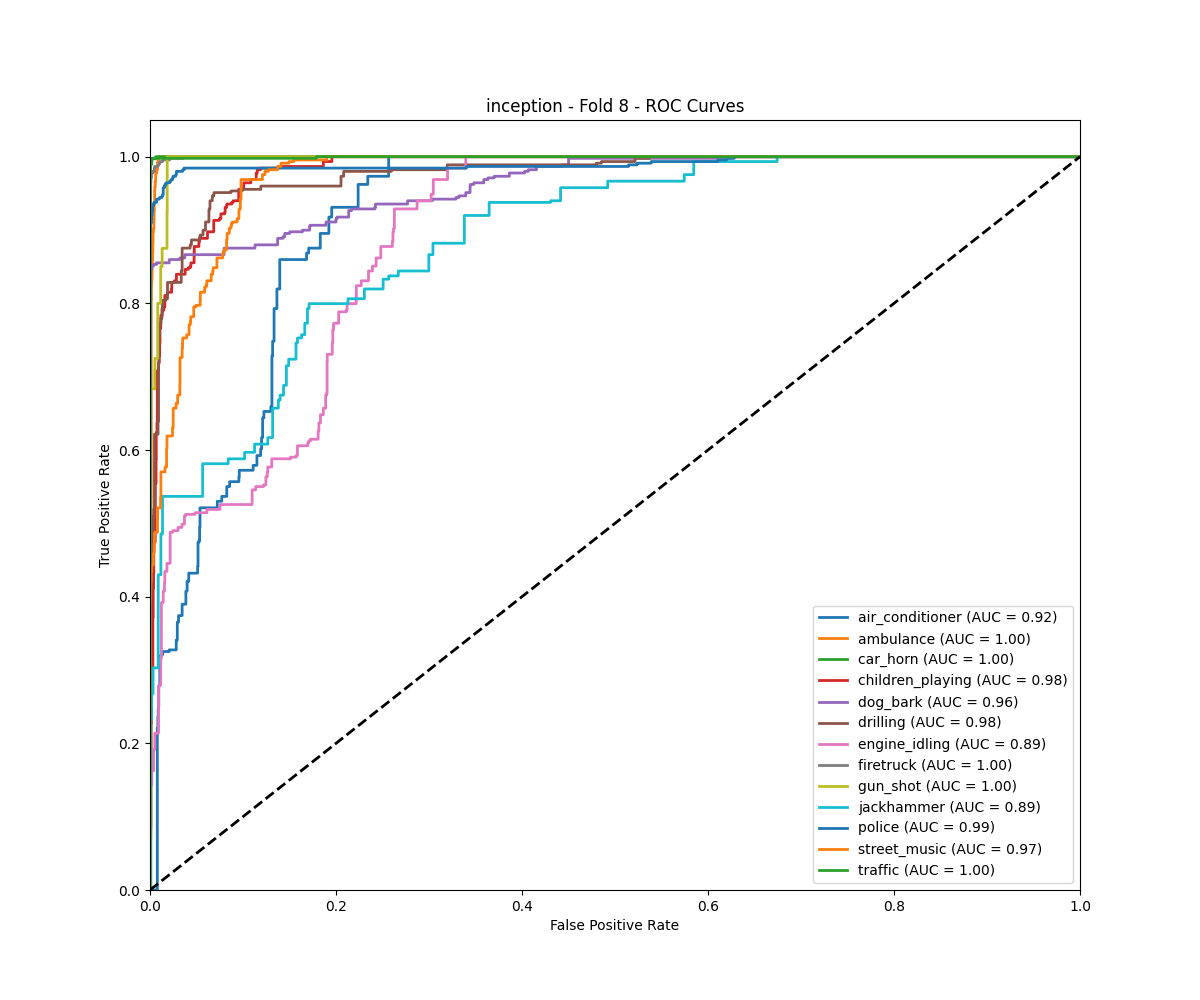 inception - Fold 8 - ROC Curves
True Positive Rate
1.0
0.8
0.6
0.4
0.2
0.0
0.0 0.2 0.4 0.6 0.8 1.0
False Positive Rate
air_conditioner (AUC = 0.92)
ambulance (AUC = 1.00)
car_horn (AUC = 1.00)
children_playing (AUC = 0.98)
dog_bark (AUC = 0.96)
drilling (AUC = 0.98)
engine_idling (AUC = 0.89)
firetruck (AUC = 1.00)
gun_shot (AUC = 1.00)
jackhammer (AUC = 0.89)
police (AUC = 0.99)
street_music (AUC = 0.97)
traffic (AUC = 1.00)